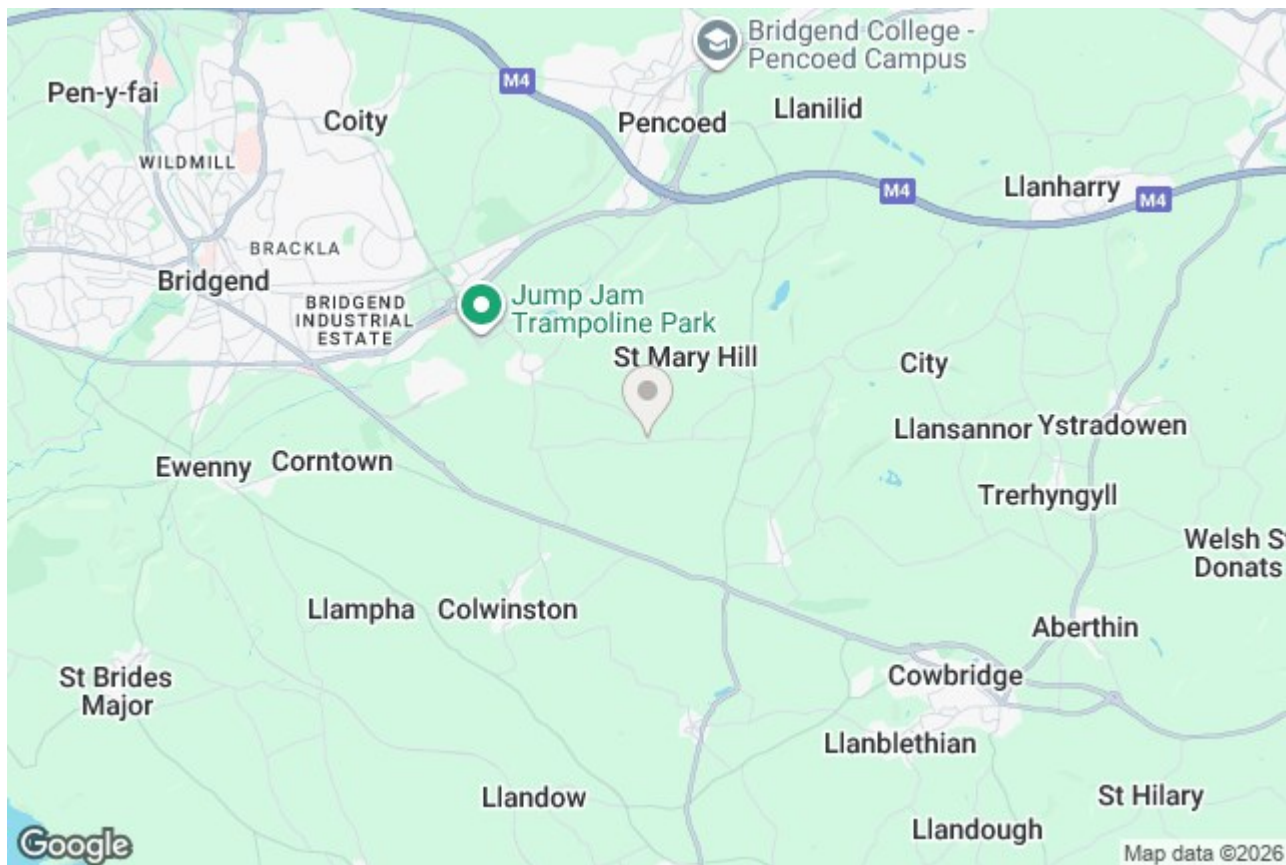 Bridgend College -
Pencoed Campus
M4
Pen-y-fai
Coity
Pencoed
Llanilid
WILDMILL
M4
Llanharry
M4
BRACKLA
Bridgend
BRIDGEND
INDUSTRIAL
ESTATE
Jump Jam
Trampoline Park
St Mary Hill
City
Llansannor
Ystradowen
Ewenny
Corntown
Trerhyngyll
Welsh St
Donats
Llampha
Colwinston
Aberthin
St Brides
Major
Cowbridge
Llanblethian
Llandow
St Hilary
Llandough
Google
Map data ©2026